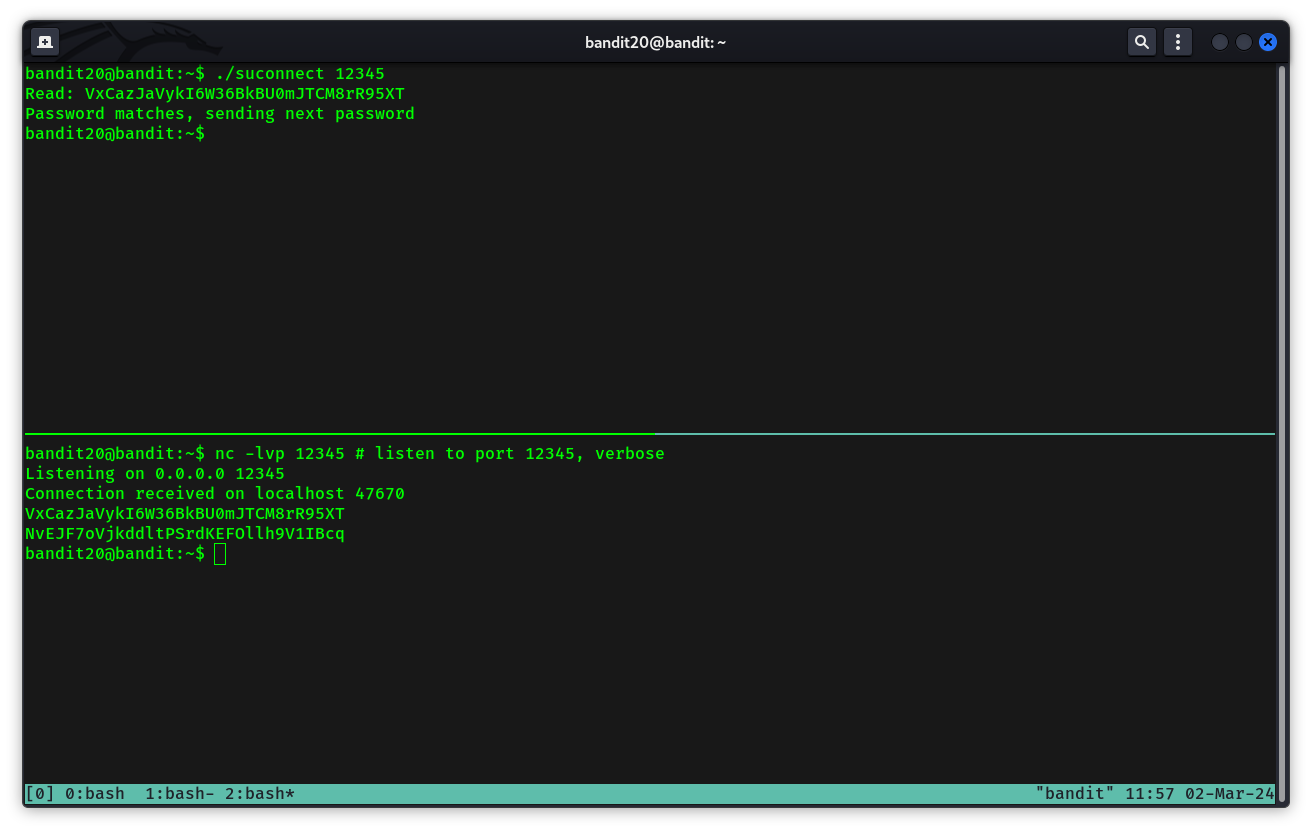 bandit20@bandit: ~
bandit20@bandit:~$ ./suconnect 12345
Read: VxCazJaVykI6W36BkBU0mJTCM8rR95XT
Password matches, sending next password
bandit20@bandit:~$
bandit20@bandit:~$ nc -lvp 12345 # listen to port 12345, verbose
Listening on 0.0.0.0 12345
Connection received on localhost 47670
VxCazJaVykI6W36BkBU0mJTCM8rR95XT
NvEJF7oVjkddltPSrdKEFOllh9V1IBcq
bandit20@bandit:~$
[0] 0:bash  1:bash- 2:bash* "bandit" 11:57 02-Mar-24